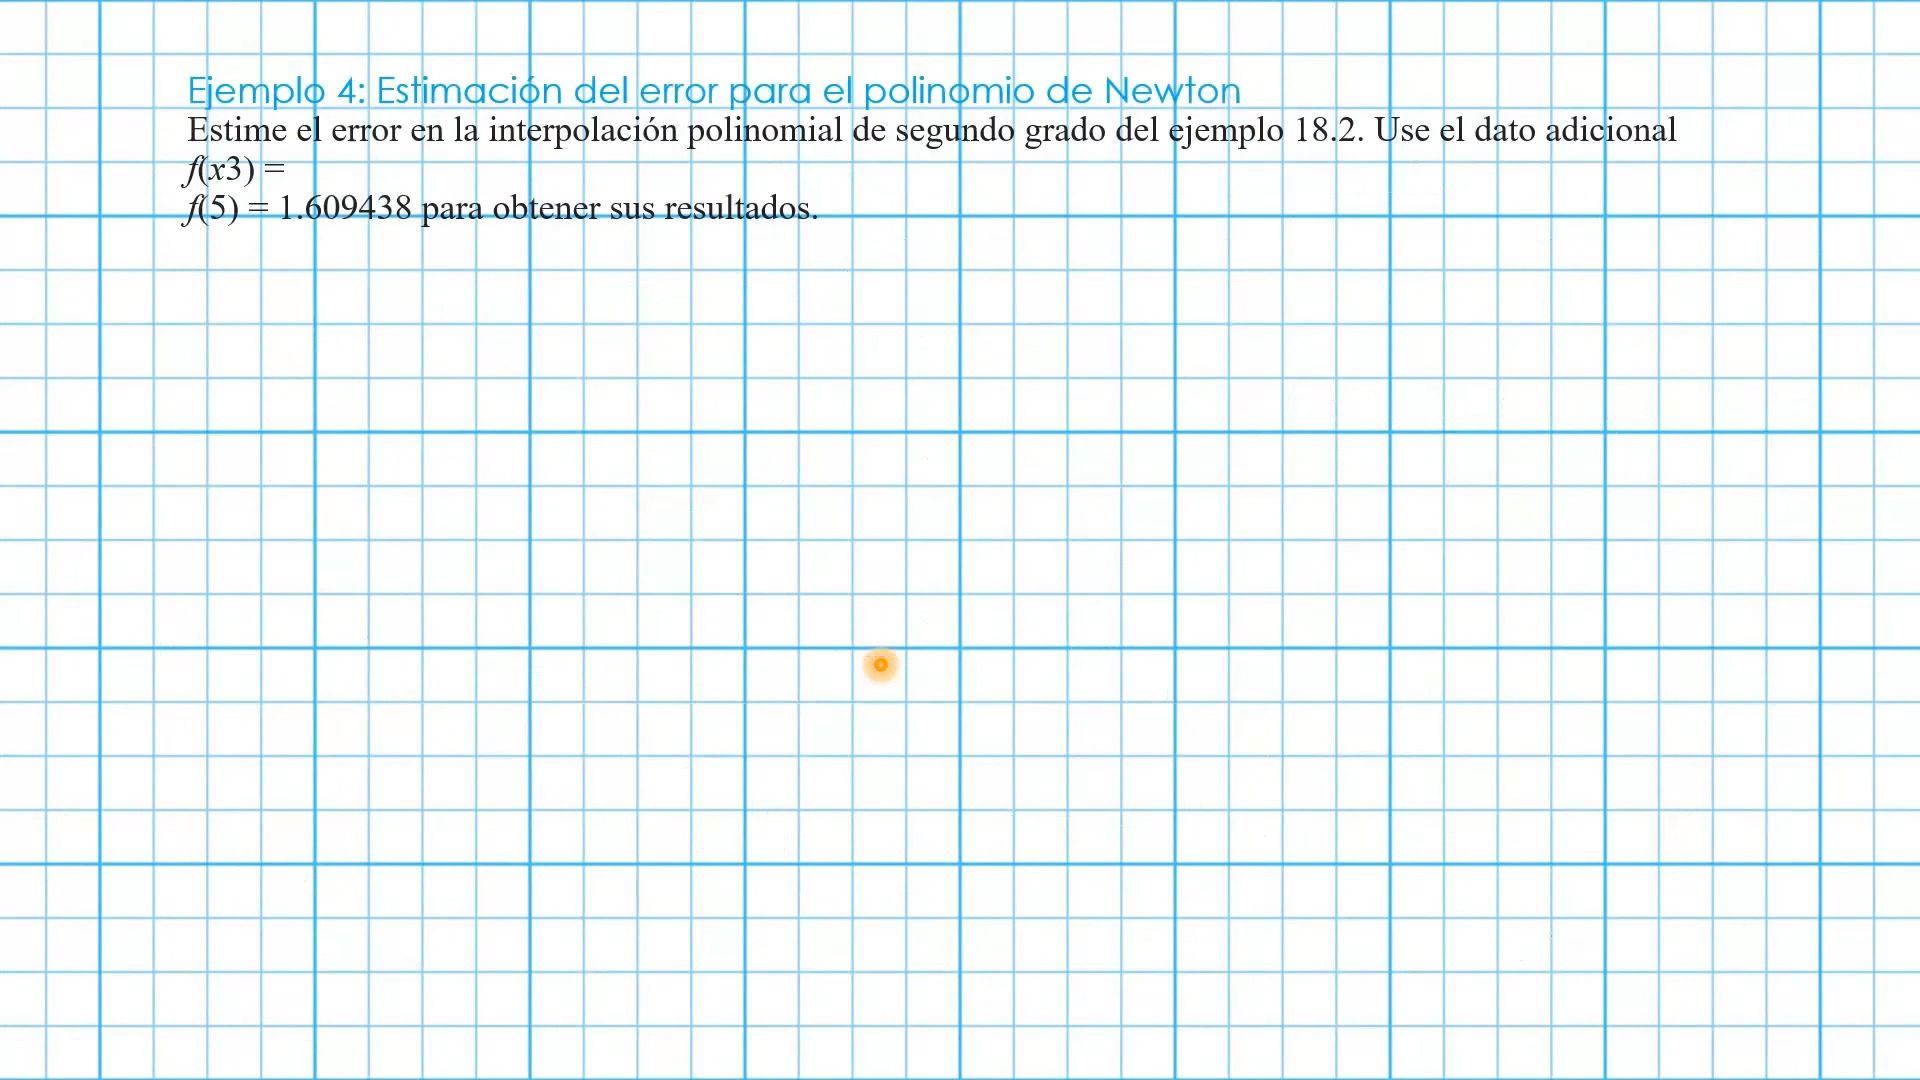 Ejemplo 4: Estimación del error para el polinomio de Newton
Estime el error en la interpolación polinomial de segundo grado del ejemplo 18.2. Use el dato adicional
f(x3) =
f(5) = 1.609438 para obtener sus resultados.